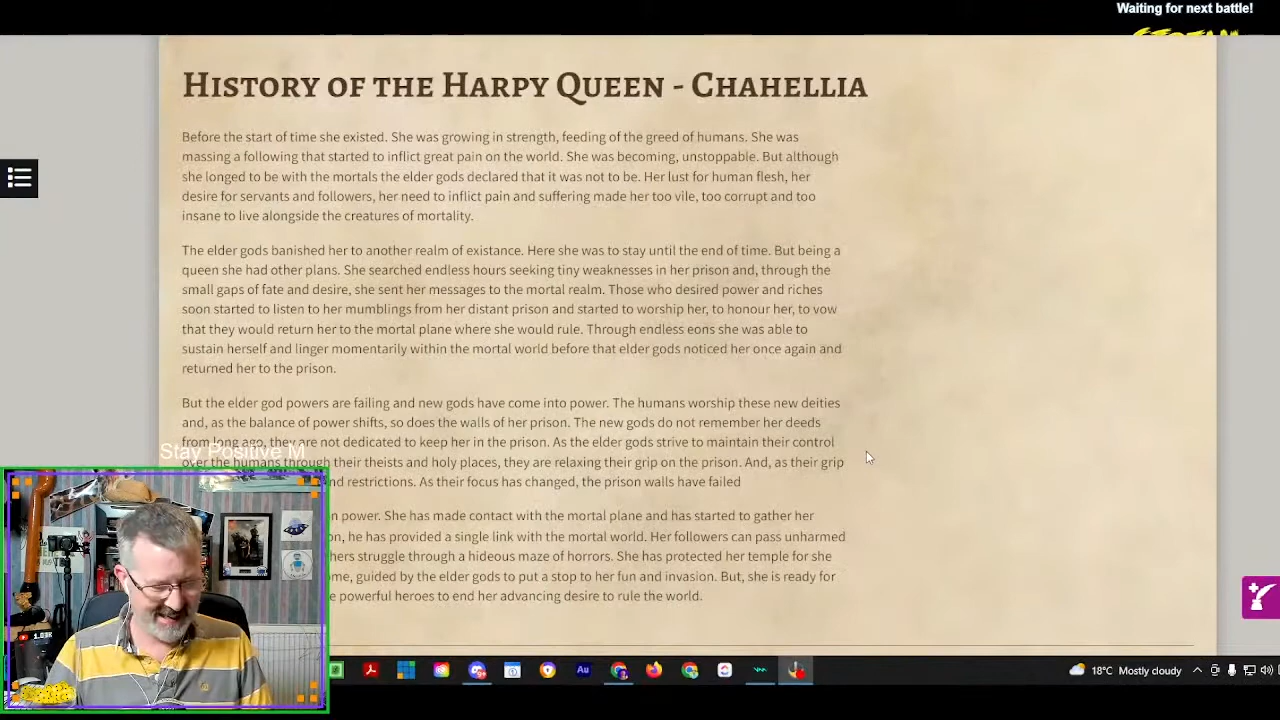 Waiting for next battle!
History of the Harpy Queen - Chahellia
Before the start of time she existed. She was growing in strength, feeding of the greed of humans. She was
massing a following that started to inflict great pain on the world. She was becoming, unstoppable. But although
she longed to be with the mortals the elder gods declared that it was not to be. Her lust for human flesh, her
desire for servants and followers, her need to inflict pain and suffering made her too vile, too corrupt and too
insane to live alongside the creatures of mortality.
The elder gods banished her to another realm of existance. Here she was to stay until the end of time. But being a
queen she had other plans. She searched endless hours seeking tiny weaknesses in her prison and, through the
small gaps of fate and desire, she sent her messages to the mortal realm. Those who desired power and riches
soon started to listen to her mumblings from her distant prison and started to worship her, to honour her, to vow
that they would return her to the mortal plane where she would rule. Through endless eons she was able to
sustain herself and linger momentarily within the mortal world before that elder gods noticed her once again and
returned her to the prison.
But the elder god powers are failing and new gods have come into power. The humans worship these new deities
and, as the balance of power shifts, so does the walls of her prison. The new gods do not remember her deeds
from long ago, they are not dedicated to keep her in the prison. As the elder gods strive to maintain their control
Stay Positive M
over the humans through their theists and holy places, they are relaxing their grip on the prison. And, as their grip
nd restrictions. As their focus has changed, the prison walls have failed
n power. She has made contact with the mortal plane and has started to gather her
on, he has provided a single link with the mortal world. Her followers can pass unharmed
hers struggle through a hideous maze of horrors. She has protected her temple for she
ome, guided by the elder gods to put a stop to her fun and invasion. But, she is ready for
e powerful heroes to end her advancing desire to rule the world.
1.03K
Au
18°C Mostly cloudy